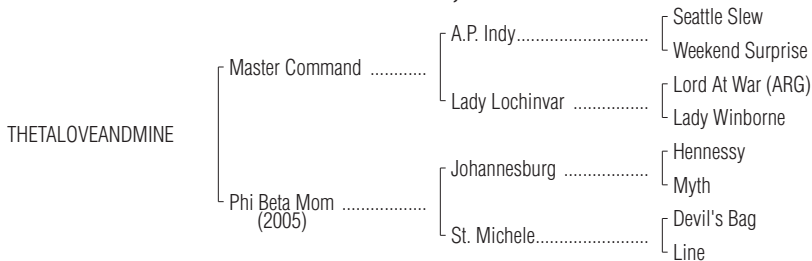 Seattle Slew
A.P. Indy
Weekend Surprise
Master Command
Lord At War (ARG)
Lady Lochinvar
Lady Winborne
THETALOVEANDMINE
Hennessy
Johannesburg
Myth
Phi Beta Mom
(2005)
Devil's Bag
St. Michele
Line